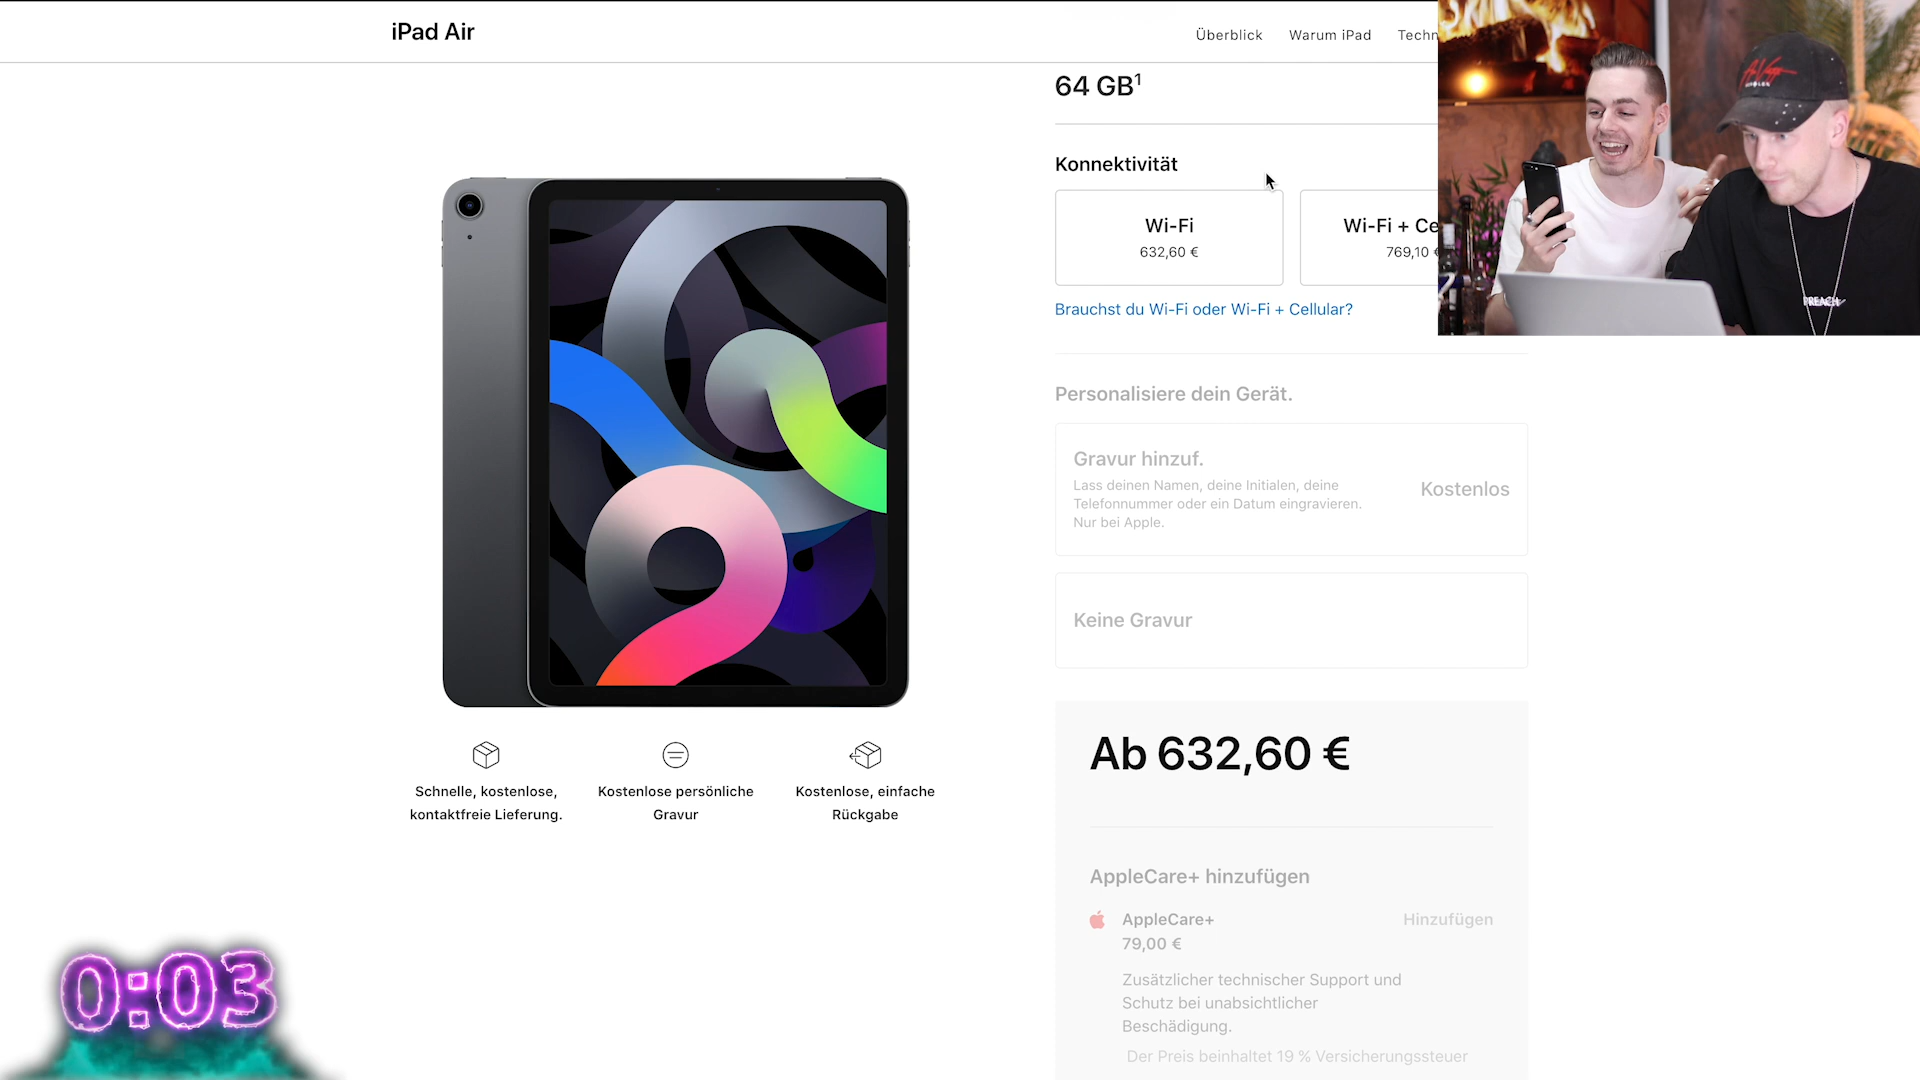 iPad Air
Überblick Warum iPad Techn
64 GB1
Konnektivität
Wi-Fi
632,60 €
Wi-Fi + Ce
769,10 €
Brauchst du Wi-Fi oder Wi-Fi + Cellular?
Personalisiere dein Gerät.
Gravur hinzuf.
Lass deinen Namen, deine Initialen, deine
Telefonnummer oder ein Datum eingravieren.
Nur bei Apple.
Kostenlos
Keine Gravur
Ab 632,60 €
AppleCare+ hinzufügen
AppleCare+
79,00 €
Hinzufügen
Zusätzlicher technischer Support und
Schutz bei unabsichtlicher
Beschädigung.
Der Preis beinhaltet 19 % Versicherungssteuer
Schnelle, kostenlose,
kontaktfreie Lieferung.
Kostenlose persönliche
Gravur
Kostenlose, einfache
Rückgabe
0:03
PREACH